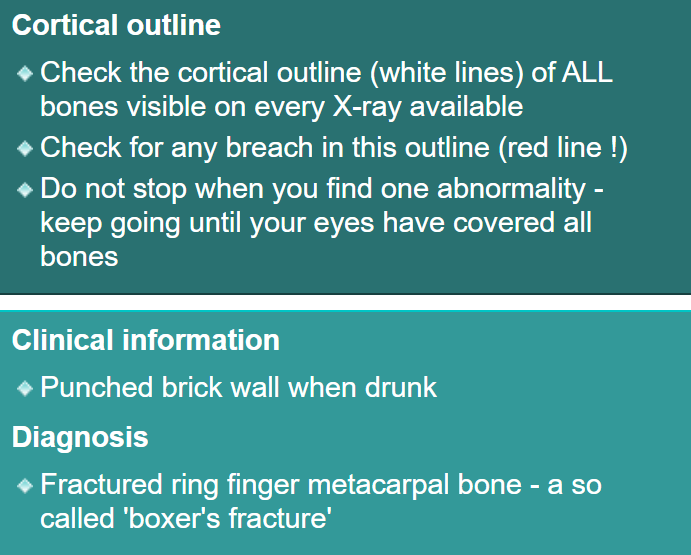 Cortical outline
Check the cortical outline (white lines) of ALL
bones visible on every X-ray available
Check for any breach in this outline (red line !)
Do not stop when you find one abnormality -
keep going until your eyes have covered all
bones
Clinical information
Punched brick wall when drunk
Diagnosis
Fractured ring finger metacarpal bone - a so
called 'boxer's fracture'